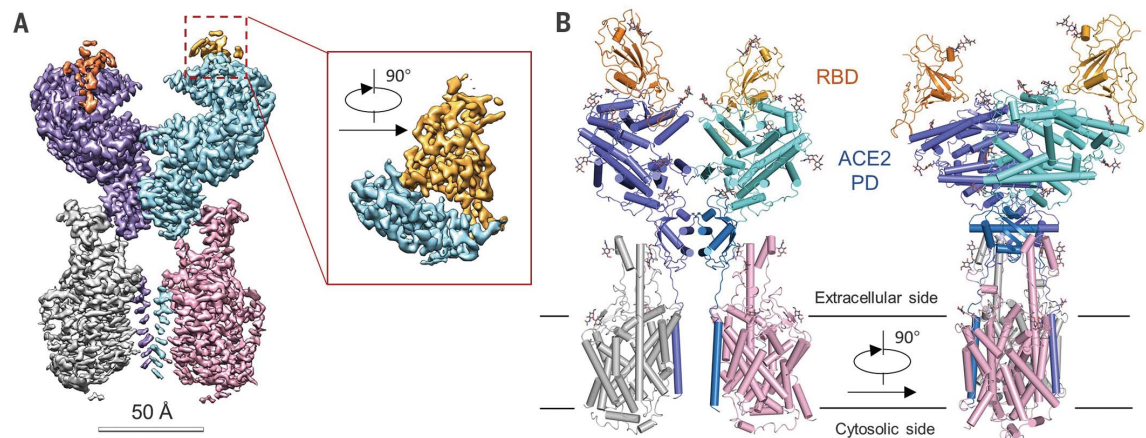 A
90°
50 Å
B
RBD
ACE2
PD
Extracellular side
90°
Cytosolic side